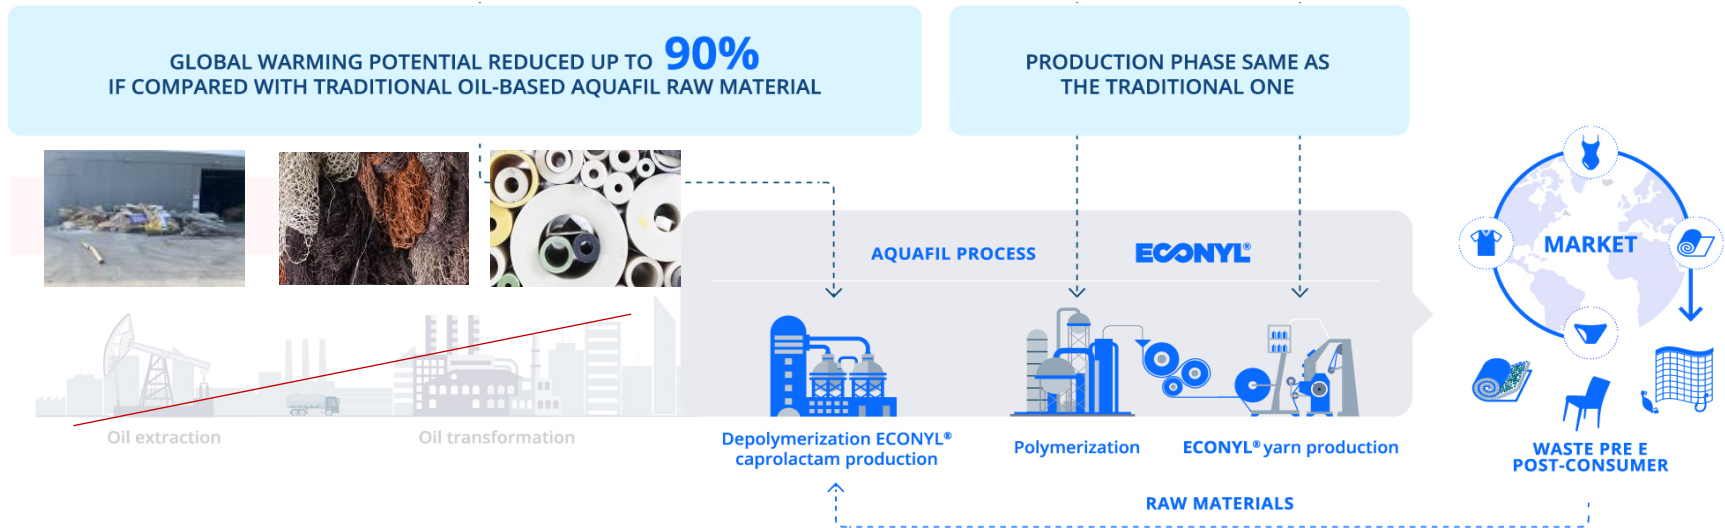 GLOBAL WARMING POTENTIAL REDUCED UP TO 90%
IF COMPARED WITH TRADITIONAL OIL-BASED AQUAFIL RAW MATERIAL
PRODUCTION PHASE SAME AS
THE TRADITIONAL ONE
AQUAFIL PROCESS
ECONYL®
MARKET
Oil extraction
Oil transformation
Depolymerization ECONYL®
caprolactam production
Polymerization
ECONYL® yarn production
WASTE PRE E
POST-CONSUMER
RAW MATERIALS